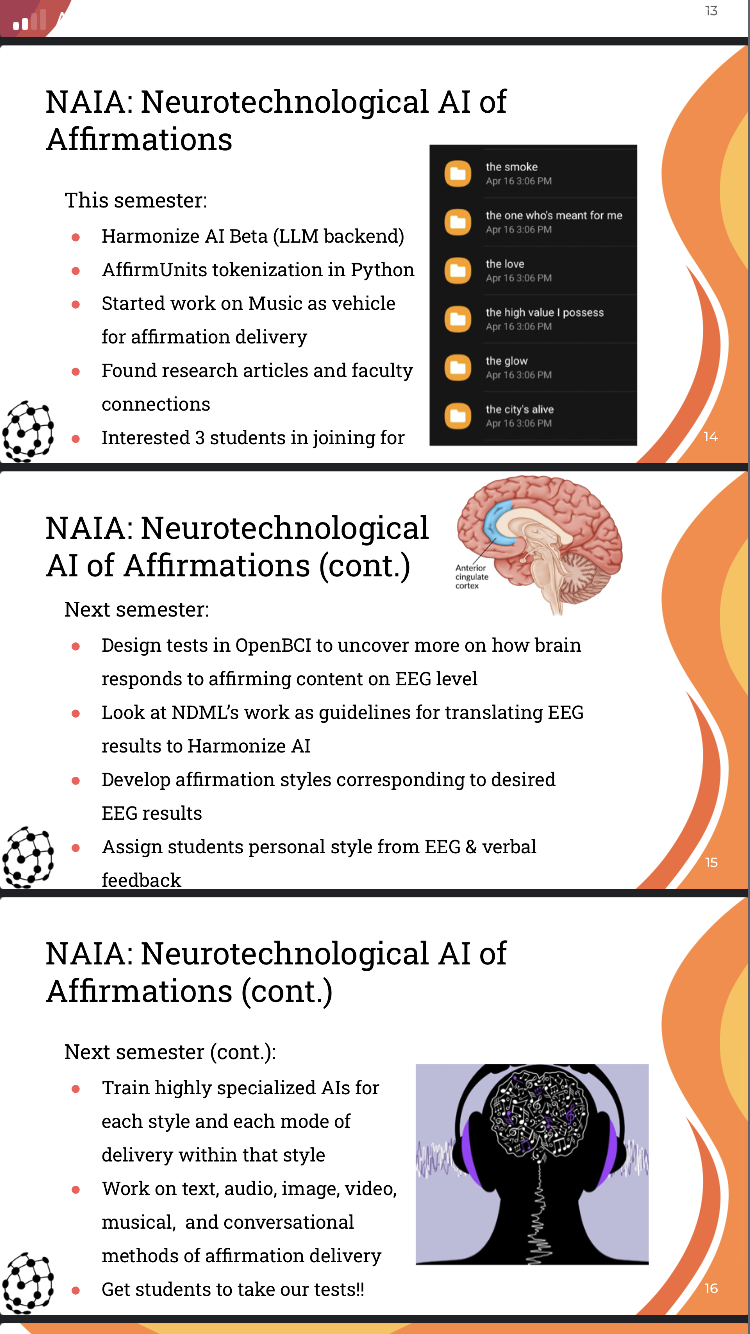 13
NAIA: Neurotechnological AI of
Affirmations
This semester:
● Harmonize AI Beta (LLM backend)
● AffirmUnits tokenization in Python
● Started work on Music as vehicle
for affirmation delivery
● Found research articles and faculty
connections
● Interested 3 students in joining for
the smoke
Apr 16 3:06 PM
the one who's meant for me
Apr 16 3:06 PM
the love
Apr 16 3:06 PM
the high value I possess
Apr 16 3:06 PM
the glow
Apr 16 3:06 PM
the city's alive
Apr 16 3:06 PM
14
NAIA: Neurotechnological
AI of Affirmations (cont.)
Anterior
cingulate
cortex
Next semester:
● Design tests in OpenBCI to uncover more on how brain
responds to affirming content on EEG level
● Look at NDML’s work as guidelines for translating EEG
results to Harmonize AI
● Develop affirmation styles corresponding to desired
EEG results
● Assign students personal style from EEG & verbal
feedback
15
NAIA: Neurotechnological AI of
Affirmations (cont.)
Next semester (cont.):
● Train highly specialized AIs for
each style and each mode of
delivery within that style
● Work on text, audio, image, video,
musical, and conversational
methods of affirmation delivery
● Get students to take our tests!!
16